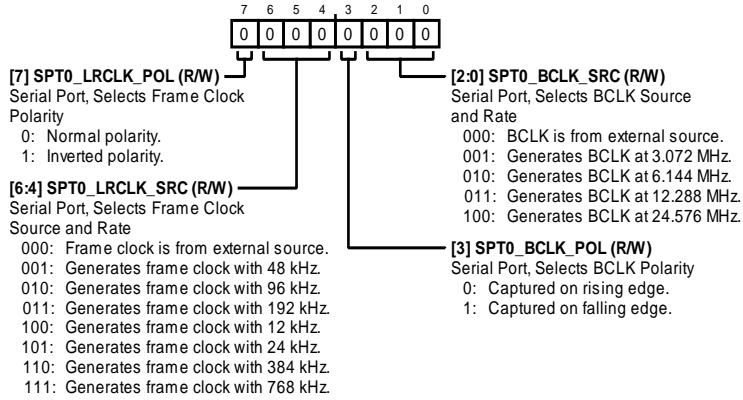 7 6 5 4 3 2 1 0
0 0 0 0 0 0 0 0
[7] SPT0_LRCLK_POL (R/W)
Serial Port, Selects Frame Clock
Polarity
0: Normal polarity.
1: Inverted polarity.
[6:4] SPT0_LRCLK_SRC (R/W)
Serial Port, Selects Frame Clock
Source and Rate
000: Frame clock is from external source.
001: Generates frame clock with 48 kHz.
010: Generates frame clock with 96 kHz.
011: Generates frame clock with 192 kHz.
100: Generates frame clock with 12 kHz.
101: Generates frame clock with 24 kHz.
110: Generates frame clock with 384 kHz.
111: Generates frame clock with 768 kHz.
[2:0] SPT0_BCLK_SRC (R/W)
Serial Port, Selects BCLK Source
and Rate
000: BCLK is from external source.
001: Generates BCLK at 3.072 MHz.
010: Generates BCLK at 6.144 MHz.
011: Generates BCLK at 12.288 MHz.
100: Generates BCLK at 24.576 MHz.
[3] SPT0_BCLK_POL (R/W)
Serial Port, Selects BCLK Polarity
0: Captured on rising edge.
1: Captured on falling edge.